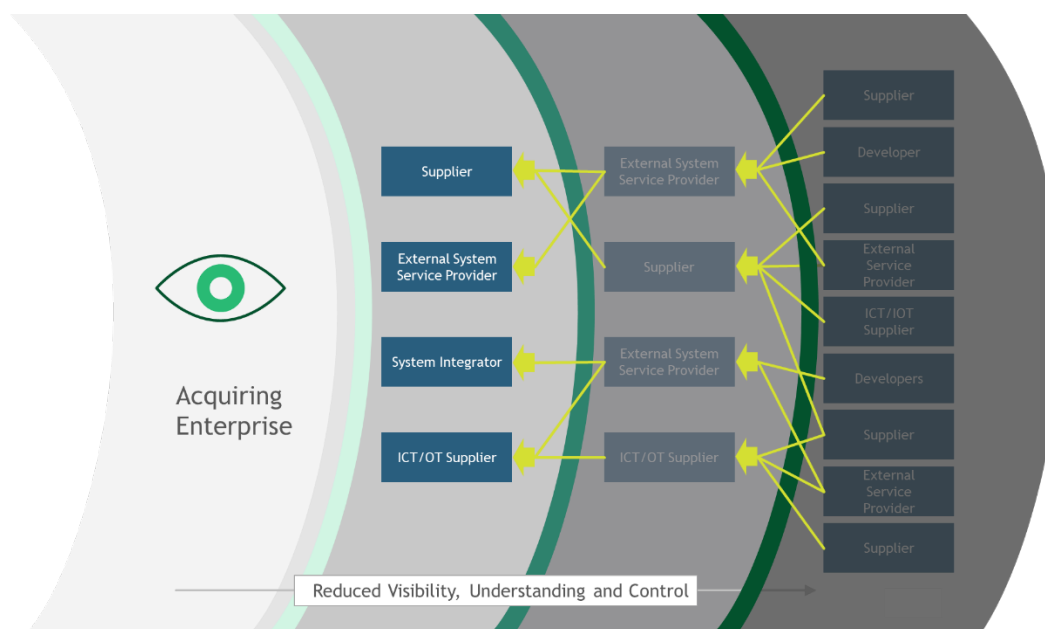 Acquiring
Enterprise
Supplier
External System
Service Provider
System Integrator
ICT/OT Supplier
External System
Service Provider
Supplier
External System
Service Provider
ICT/OT Supplier
Supplier
Developer
Supplier
External
Service
Provider
ICT/IOT
Supplier
Developers
Supplier
External
Service
Provider
Supplier
Reduced Visibility, Understanding and Control